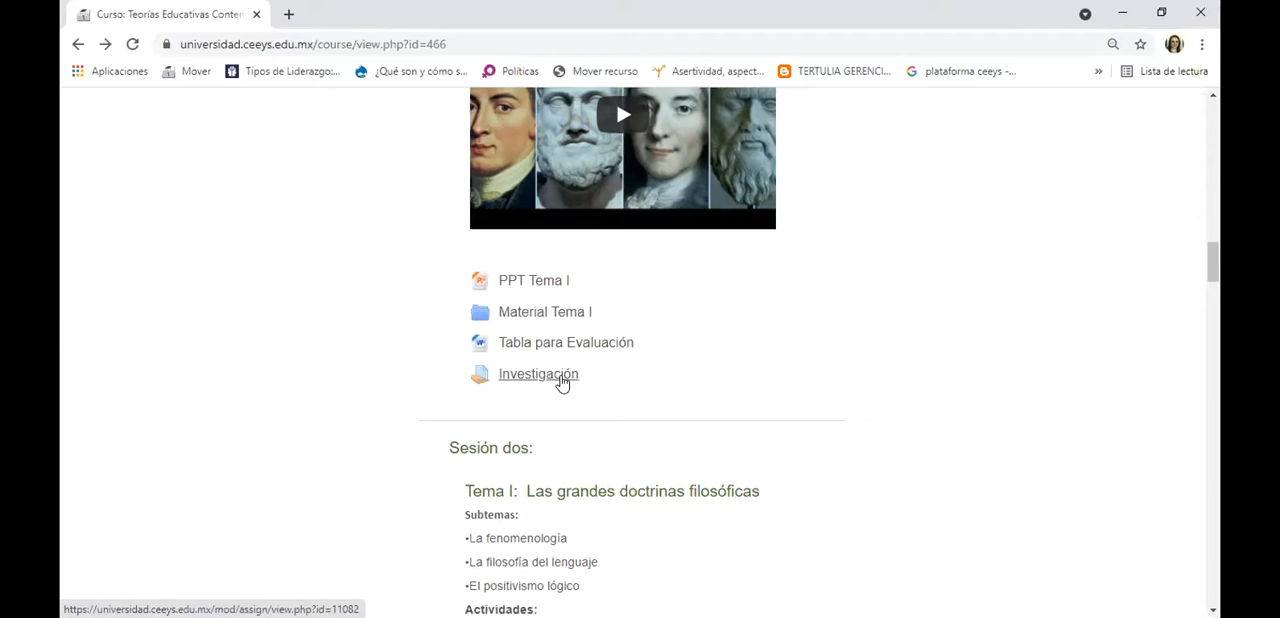 Curso: Teorías Educativas Conten
universidad.ceeys.edu.mx/course/view.php?id=466
Aplicaciones Mover Tipos de Liderazgo:... ¿Qué son y cómo s... Políticas Mover recurso Asertividad, aspect... TERTULIA GERENCI... plataforma ceeys -... » Lista de lectura
PPT Tema I
Material Tema I
Tabla para Evaluación
Investigación
Sesión dos:
Tema I: Las grandes doctrinas filosóficas
Subtemas:
•La fenomenología
•La filosofía del lenguaje
•El positivismo lógico
Actividades:
https://universidad.ceeys.edu.mx/mod/assign/view.php?id=11082